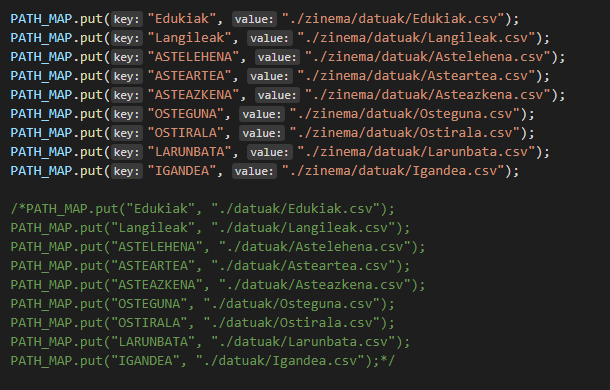 PATH_MAP.put(key: "Edukiak", value: "./zinema/datuak/Edukiak.csv");
PATH_MAP.put(key: "Langileak", value: "./zinema/datuak/Langileak.csv");
PATH_MAP.put(key: "ASTELEHENA", value: "./zinema/datuak/Astelehena.csv");
PATH_MAP.put(key: "ASTEARTEA", value: "./zinema/datuak/Asteartea.csv");
PATH_MAP.put(key: "ASTEAZKENA", value: "./zinema/datuak/Asteazkena.csv");
PATH_MAP.put(key: "OSTEGUNA", value: "./zinema/datuak/Osteguna.csv");
PATH_MAP.put(key: "OSTIRALA", value: "./zinema/datuak/Ostirala.csv");
PATH_MAP.put(key: "LARUNBATA", value: "./zinema/datuak/Larunbata.csv");
PATH_MAP.put(key: "IGANDEA", value: "./zinema/datuak/Igandea.csv");
/*PATH_MAP.put("Edukiak", "./datuak/Edukiak.csv");
PATH_MAP.put("Langileak", "./datuak/Langileak.csv");
PATH_MAP.put("ASTELEHENA", "./datuak/Astelehena.csv");
PATH_MAP.put("ASTEARTEA", "./datuak/Asteartea.csv");
PATH_MAP.put("ASTEAZKENA", "./datuak/Asteazkena.csv");
PATH_MAP.put("OSTEGUNA", "./datuak/Osteguna.csv");
PATH_MAP.put("OSTIRALA", "./datuak/Ostirala.csv");
PATH_MAP.put("LARUNBATA", "./datuak/Larunbata.csv");
PATH_MAP.put("IGANDEA", "./datuak/Igandea.csv");*/